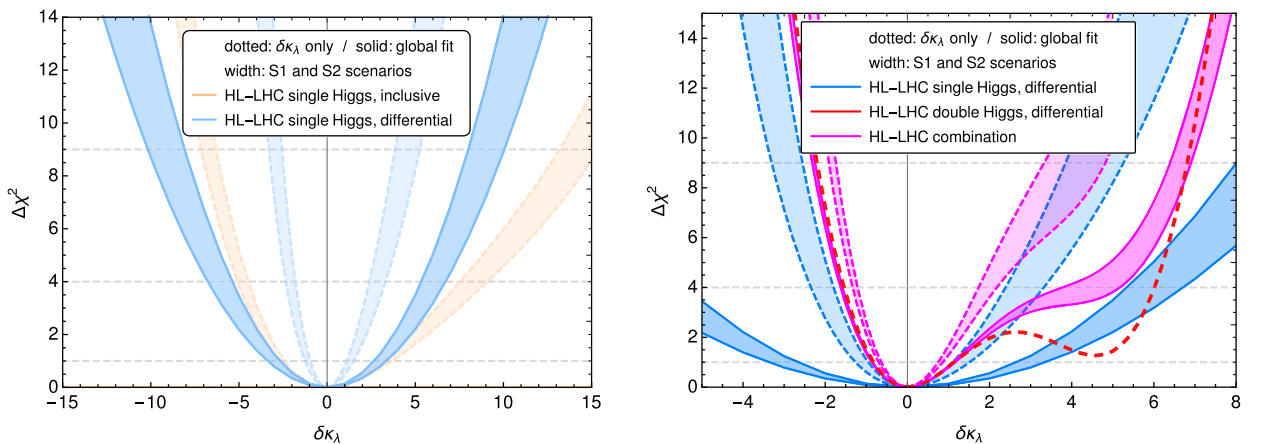 dotted: δκλ only / solid: global fit
width: S1 and S2 scenarios
HL−LHC single Higgs, inclusive
HL−LHC single Higgs, differential
14
12
10
8
6
4
2
0
Δχ²
−15
−10
−5
0
5
10
15
δκλ
dotted: δκλ only / solid: global fit
width: S1 and S2 scenarios
HL−LHC single Higgs, differential
HL−LHC double Higgs, differential
HL−LHC combination
14
12
10
8
6
4
2
0
Δχ²
−4
−2
0
2
4
6
8
δκλ